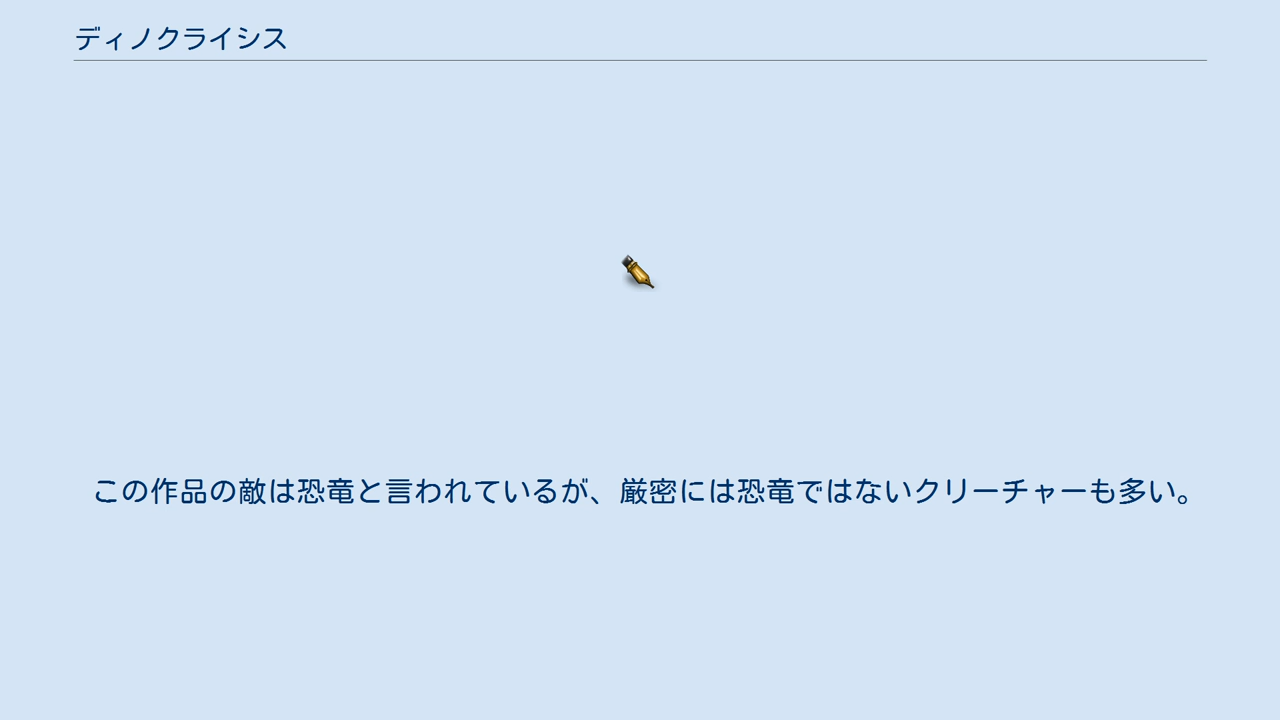 ディノクライシス
この作品の敵は恐竜と言われているが、厳密には恐竜ではないクリーチャーも多い。